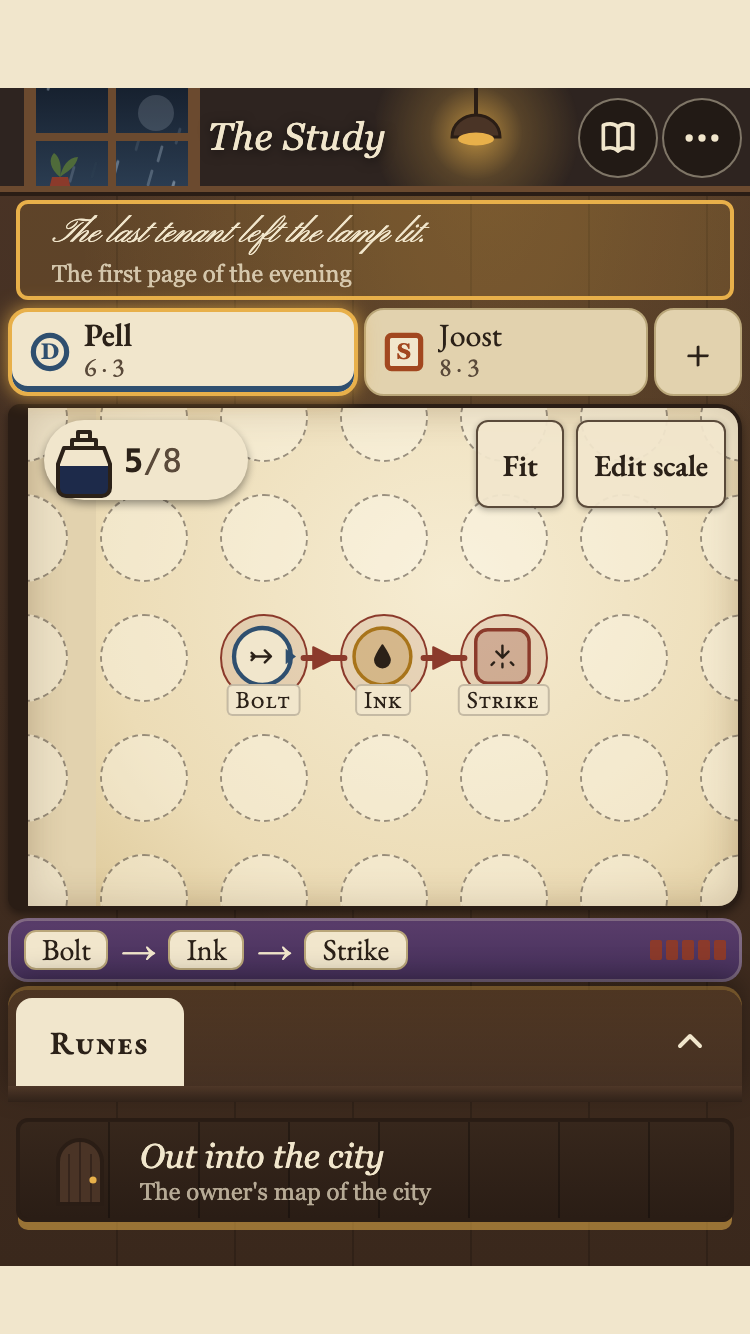 The Study
The last tenant left the lamp lit.
The first page of the evening
D
Pell
6 · 3
S
Joost
8 · 3
+
5/8
Fit
Edit scale
Bolt
Ink
Strike
Bolt → Ink → Strike
Runes
Out into the city
The owner's map of the city